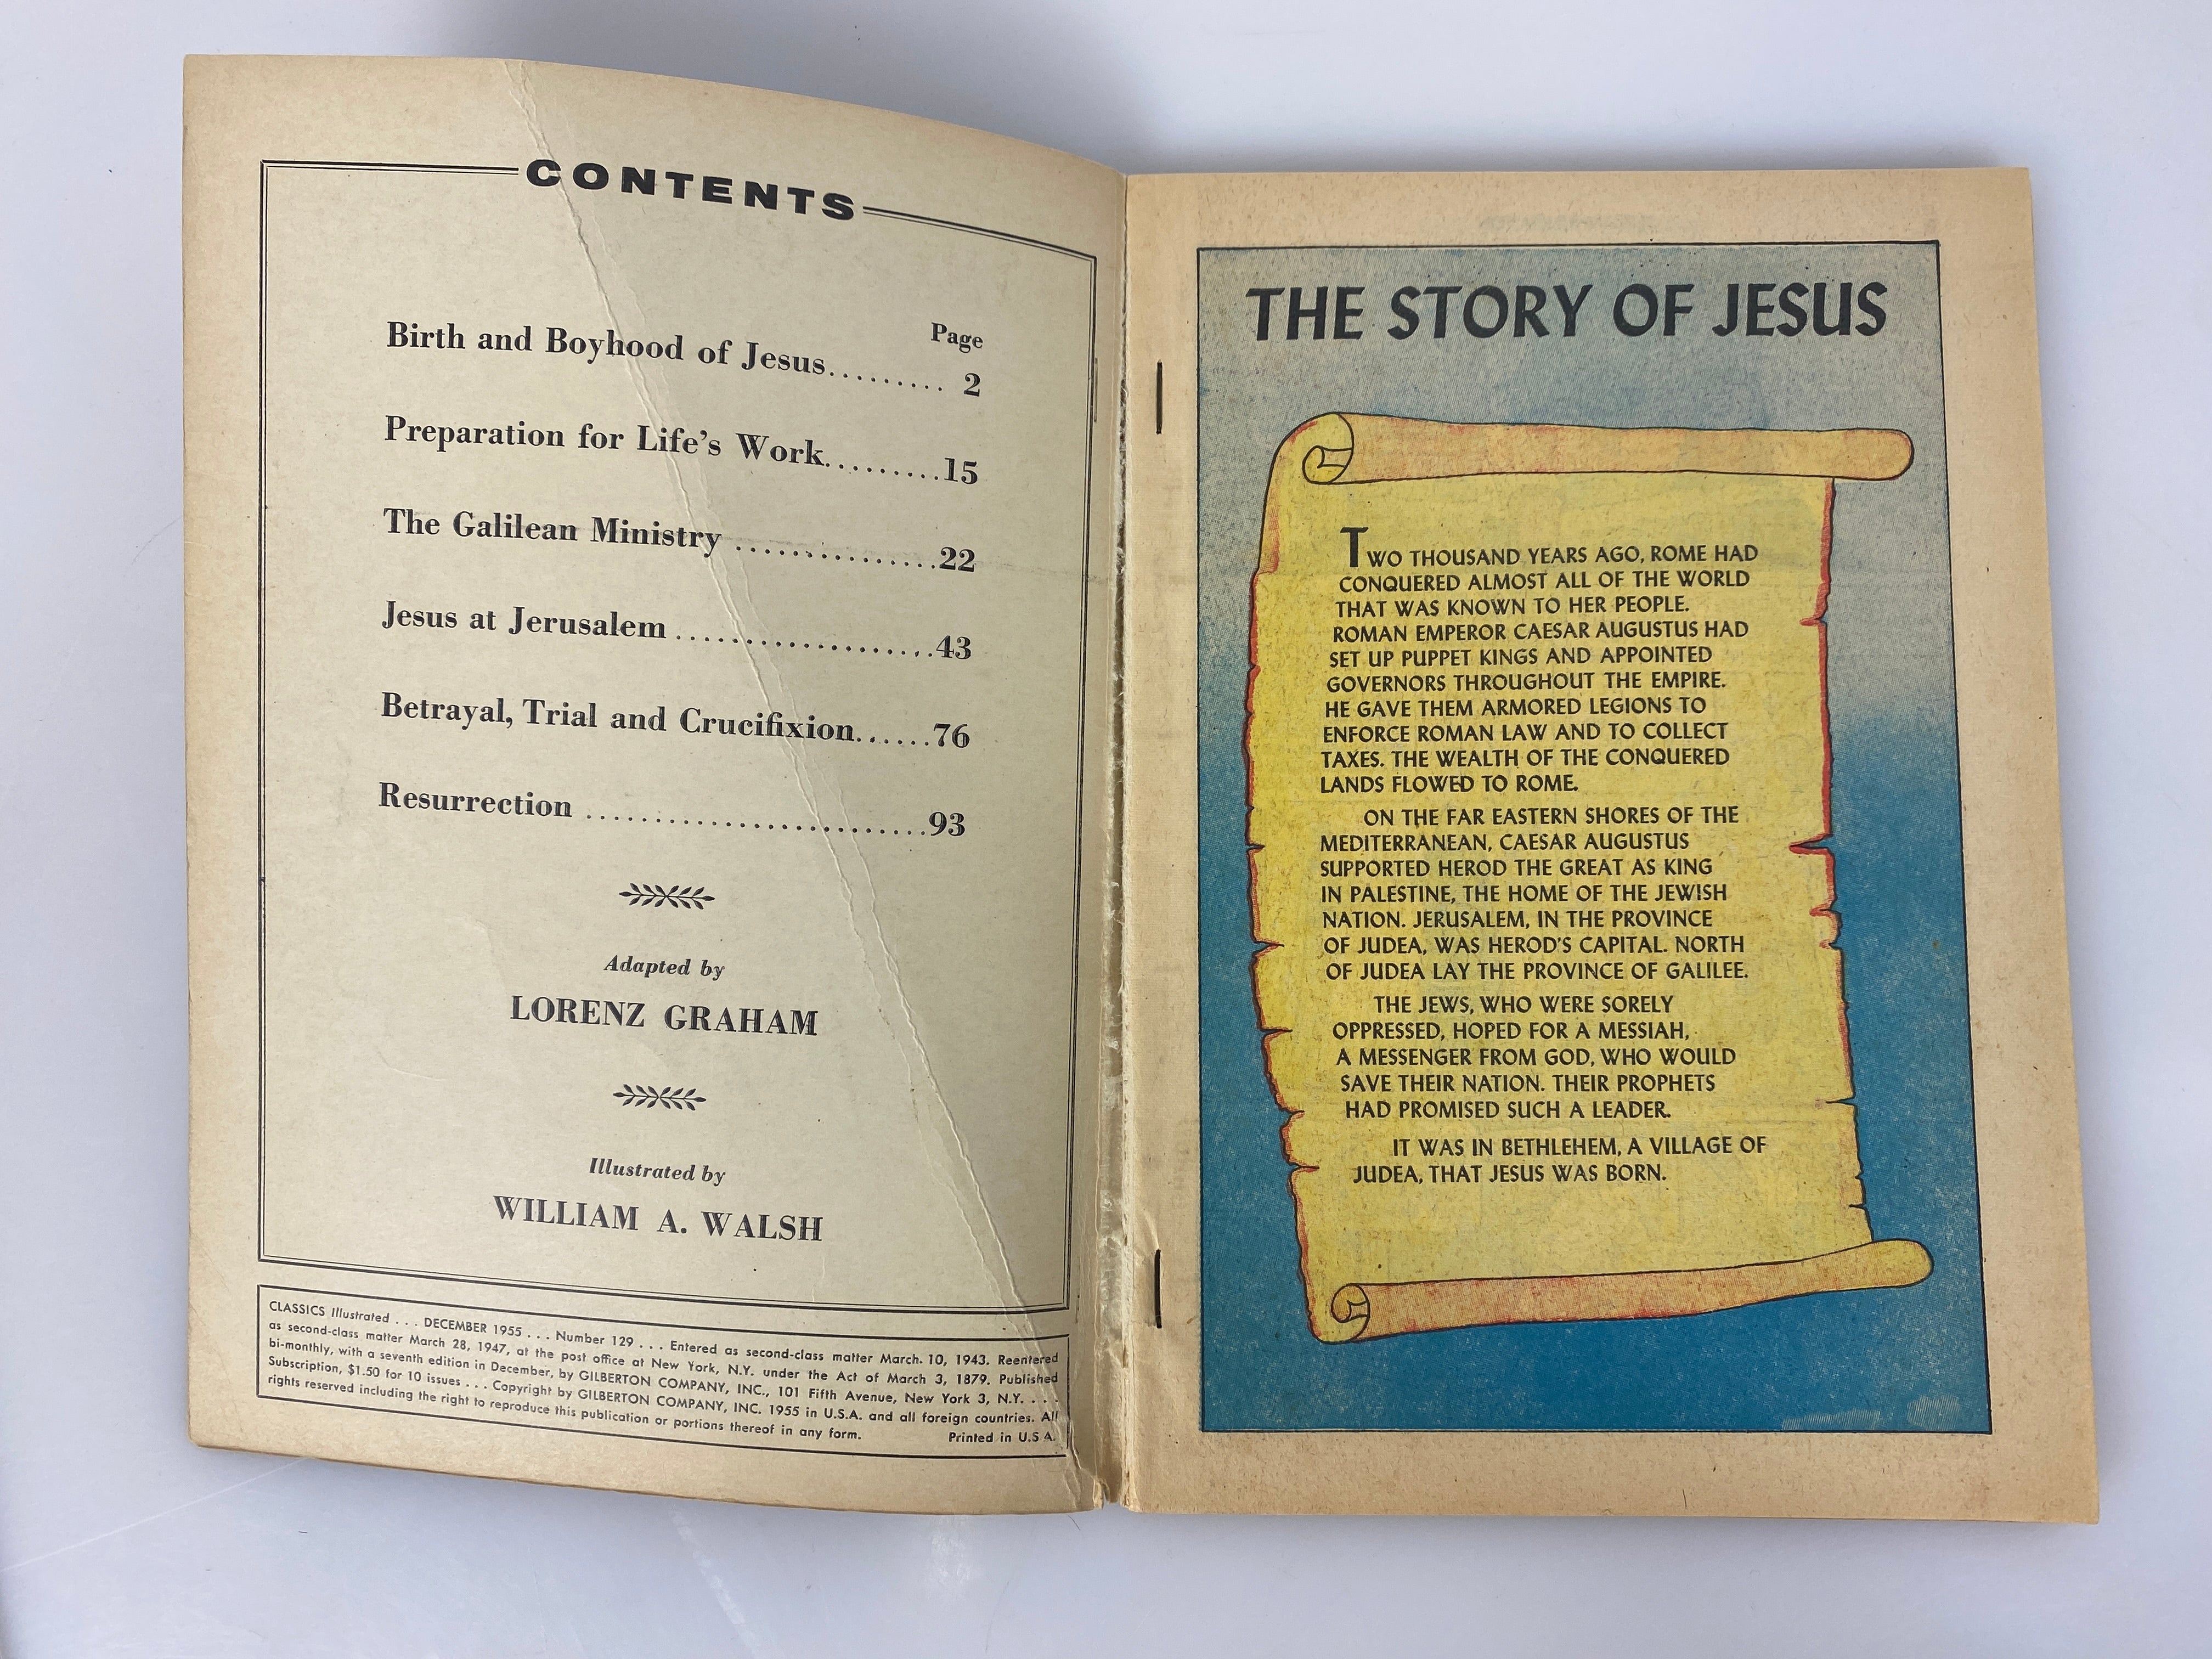 CONTENTS
Page
Birth and Boyhood of Jesus......... 2
Preparation for Life's Work.........15
The Galilean Ministry ...............22
Jesus at Jerusalem ...................43
Betrayal, Trial and Crucifixion......76
Resurrection .........................93
Adapted by
LORENZ GRAHAM
Illustrated by
WILLIAM A. WALSH
CLASSICS Illustrated . . . DECEMBER 1955 . . . Number 129 . . . Entered as second-class matter March. 10, 1943. Reentered
as second-class matter March 28, 1947, at the post office at New York, N.Y. under the Act of March 3, 1879. Published
bi-monthly, with a seventh edition in December, by GILBERTON COMPANY, INC., 101 Fifth Avenue, New York 3, N.Y. . . .
Subscription, $1.50 for 10 issues . . . Copyright by GILBERTON COMPANY, INC. 1955 in U.S.A. and all foreign countries. All
rights reserved including the right to reproduce this publication or portions thereof in any form. Printed in U.S A.
THE STORY OF JESUS
TWO THOUSAND YEARS AGO, ROME HAD
CONQUERED ALMOST ALL OF THE WORLD
THAT WAS KNOWN TO HER PEOPLE.
ROMAN EMPEROR CAESAR AUGUSTUS HAD
SET UP PUPPET KINGS AND APPOINTED
GOVERNORS THROUGHOUT THE EMPIRE.
HE GAVE THEM ARMORED LEGIONS TO
ENFORCE ROMAN LAW AND TO COLLECT
TAXES. THE WEALTH OF THE CONQUERED
LANDS FLOWED TO ROME.
ON THE FAR EASTERN SHORES OF THE
MEDITERRANEAN, CAESAR AUGUSTUS
SUPPORTED HEROD THE GREAT AS KING
IN PALESTINE, THE HOME OF THE JEWISH
NATION. JERUSALEM, IN THE PROVINCE
OF JUDEA, WAS HEROD'S CAPITAL. NORTH
OF JUDEA LAY THE PROVINCE OF GALILEE.
THE JEWS, WHO WERE SORELY
OPPRESSED, HOPED FOR A MESSIAH,
A MESSENGER FROM GOD, WHO WOULD
SAVE THEIR NATION. THEIR PROPHETS
HAD PROMISED SUCH A LEADER.
IT WAS IN BETHLEHEM, A VILLAGE OF
JUDEA, THAT JESUS WAS BORN.